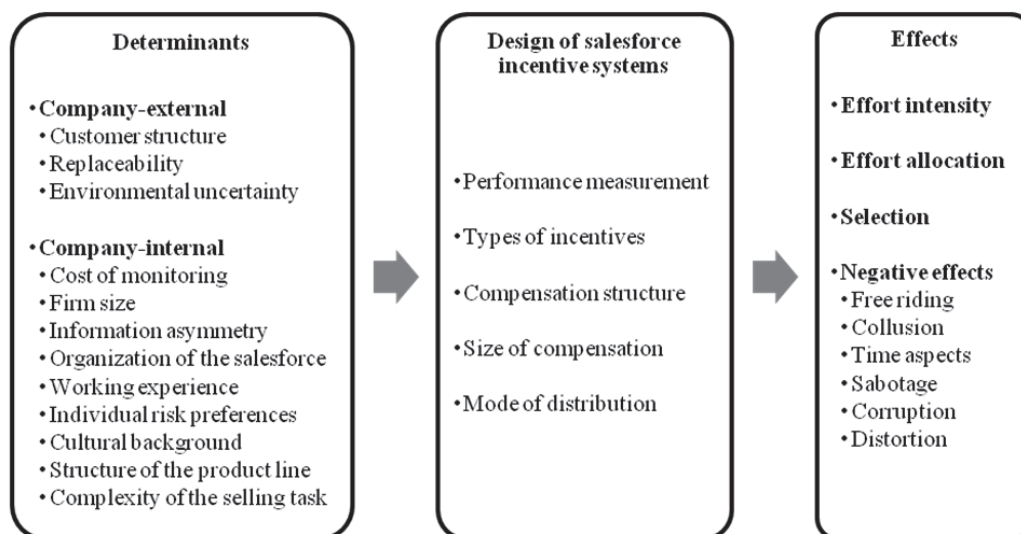 Determinants
• Company-external
• Customer structure
• Replaceability
• Environmental uncertainty
• Company-internal
• Cost of monitoring
• Firm size
• Information asymmetry
• Organization of the salesforce
• Working experience
• Individual risk preferences
• Cultural background
• Structure of the product line
• Complexity of the selling task
Design of salesforce
incentive systems
• Performance measurement
• Types of incentives
• Compensation structure
• Size of compensation
• Mode of distribution
Effects
• Effort intensity
• Effort allocation
• Selection
• Negative effects
• Free riding
• Collusion
• Time aspects
• Sabotage
• Corruption
• Distortion